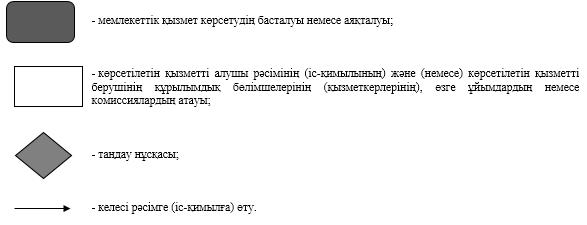 - мемлекеттік қызмет көрсетудің басталуы немесе аяқталуы;
- көрсетілетін қызметті алушы рәсімінің (іс-қимылының) және (немесе) көрсетілетін қызметті
берушінің құрылымдық бөлімшелерінің (қызметкерлерінің), өзге ұйымдардың немесе
комиссиялардың атауы;
- таңдау нұсқасы;
- келесі рәсімге (іс-қимылға) өту.